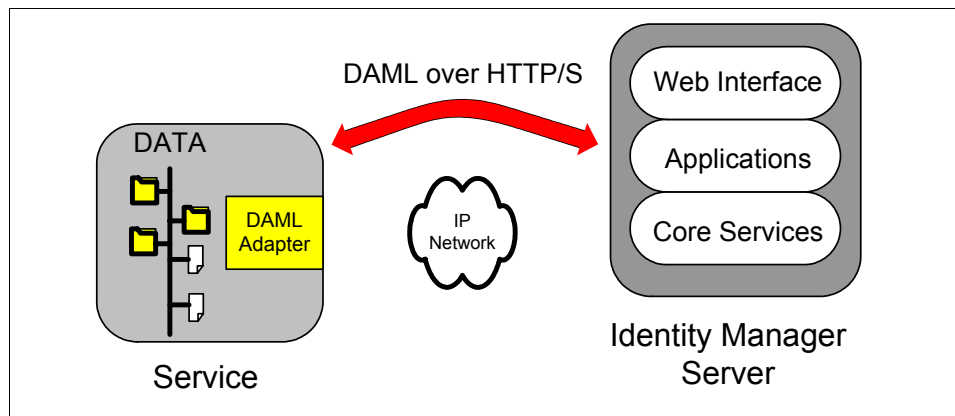 DAML over HTTP/S
DATA
DAML
Adapter
Service
IP
Network
Web Interface
Applications
Core Services
Identity Manager
Server